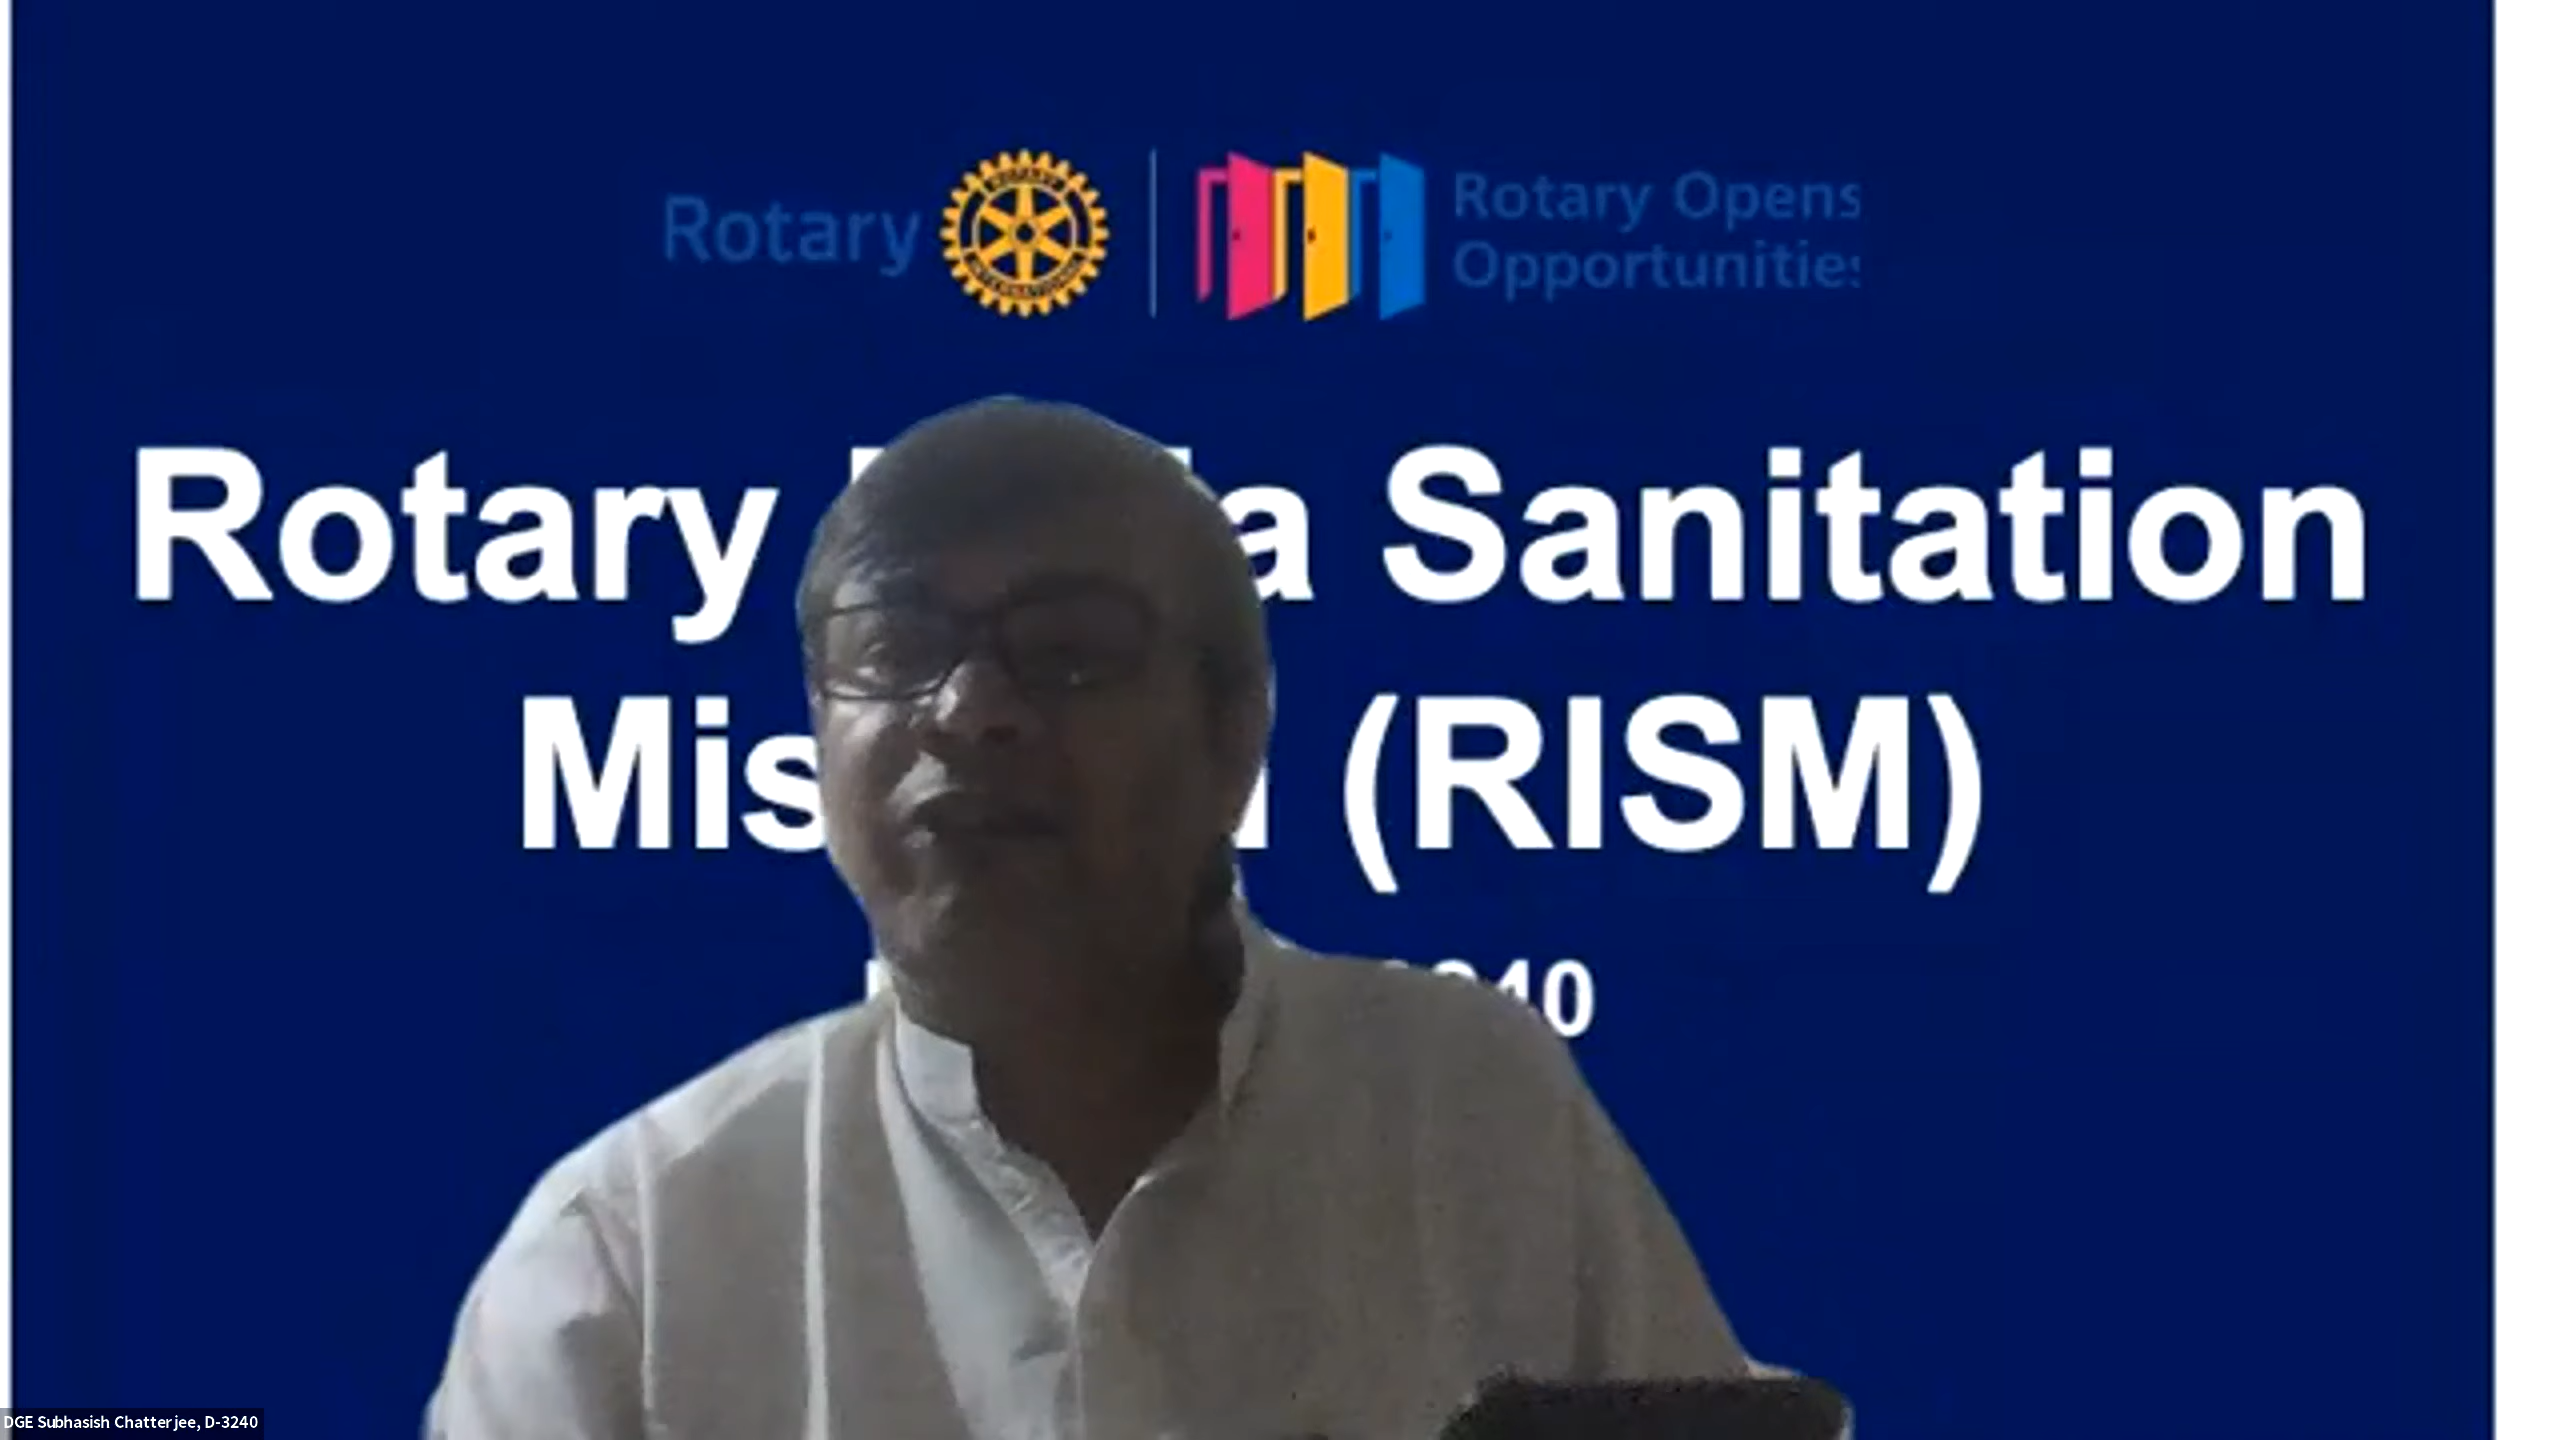 Rotary
Rotary Opens
Opportunities
Rotary Sanitation
(RISM)
DGE Subhasish Chatterjee, D-3240